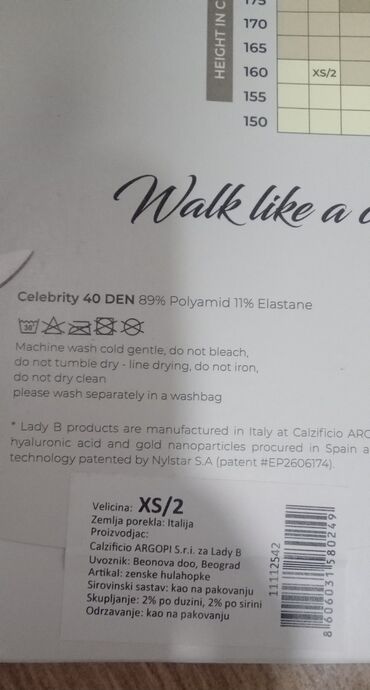 175
170
165
160 XS/2
155
150
HEIGHT IN C
Walk like a c
Celebrity 40 DEN 89% Polyamid 11% Elastane
30°
Machine wash cold gentle, do not bleach,
do not tumble dry - line drying, do not iron,
do not dry clean
please wash separately in a washbag
* Lady B products are manufactured in Italy at Calzificio ARG
hyaluronic acid and gold nanoparticles procured in Spain a
technology patented by Nylstar S.A (patent #EP2606174).
Velicina: XS/2
Zemlja porekla: Italija
Proizvodjac:
Calzificio ARGOPI S.r.i. za Lady B
Uvoznik: Beonova doo, Beograd
Artikal: zenske hulahopke
Sirovinski sastav: kao na pakovanju
Skupljanje: 2% po duzini, 2% po sirini
Odrzavanje: kao na pakovanju
11112542
8606031580249